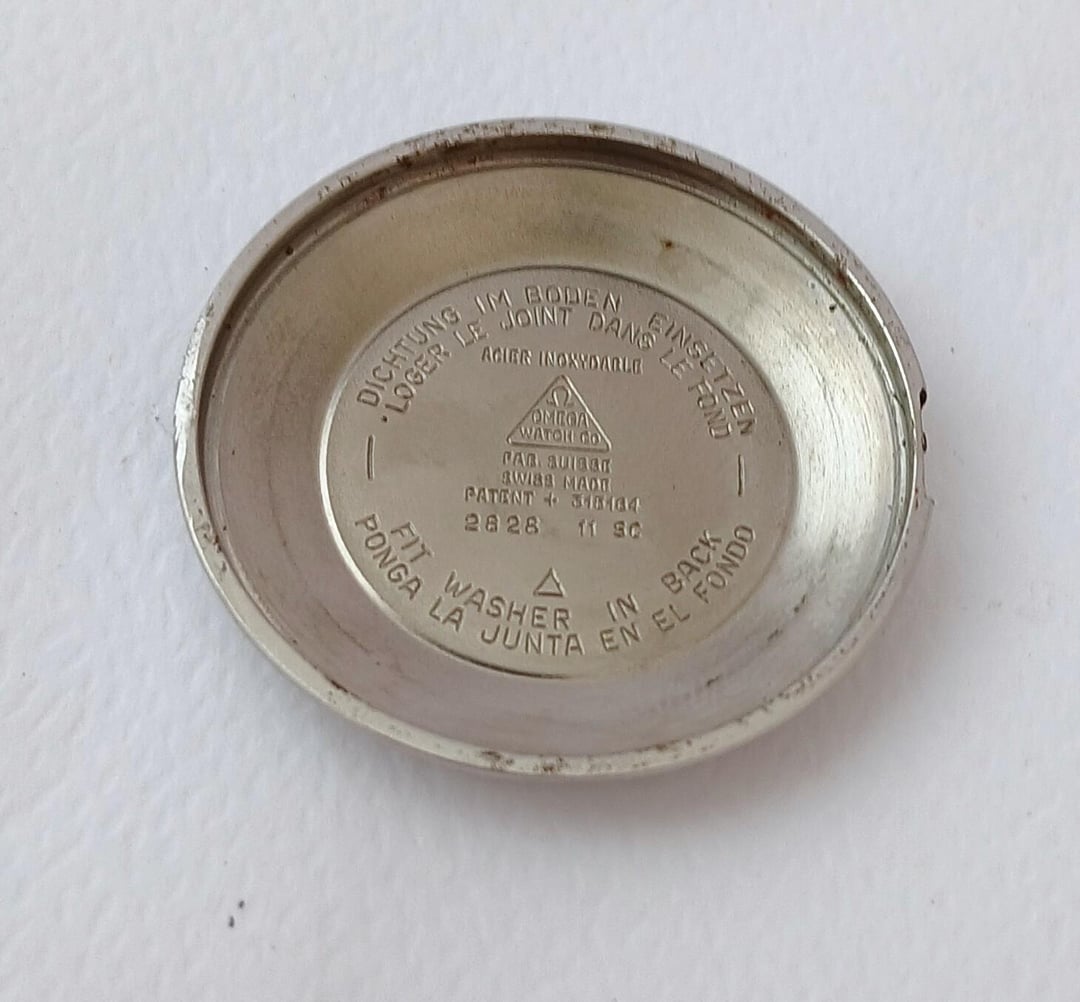 DICHTUNG IM BODEN EINSETZEN
LOGER LE JOINT DANS LE FOND
ACIER INOXYDABLE
Ω
OMEGA
WATCH CO
FAB. SUISSE
SWISS MADE
PATENT +
2828 11 SC
FIT WASHER IN BACK
PONGA LA JUNTA EN EL FONDO